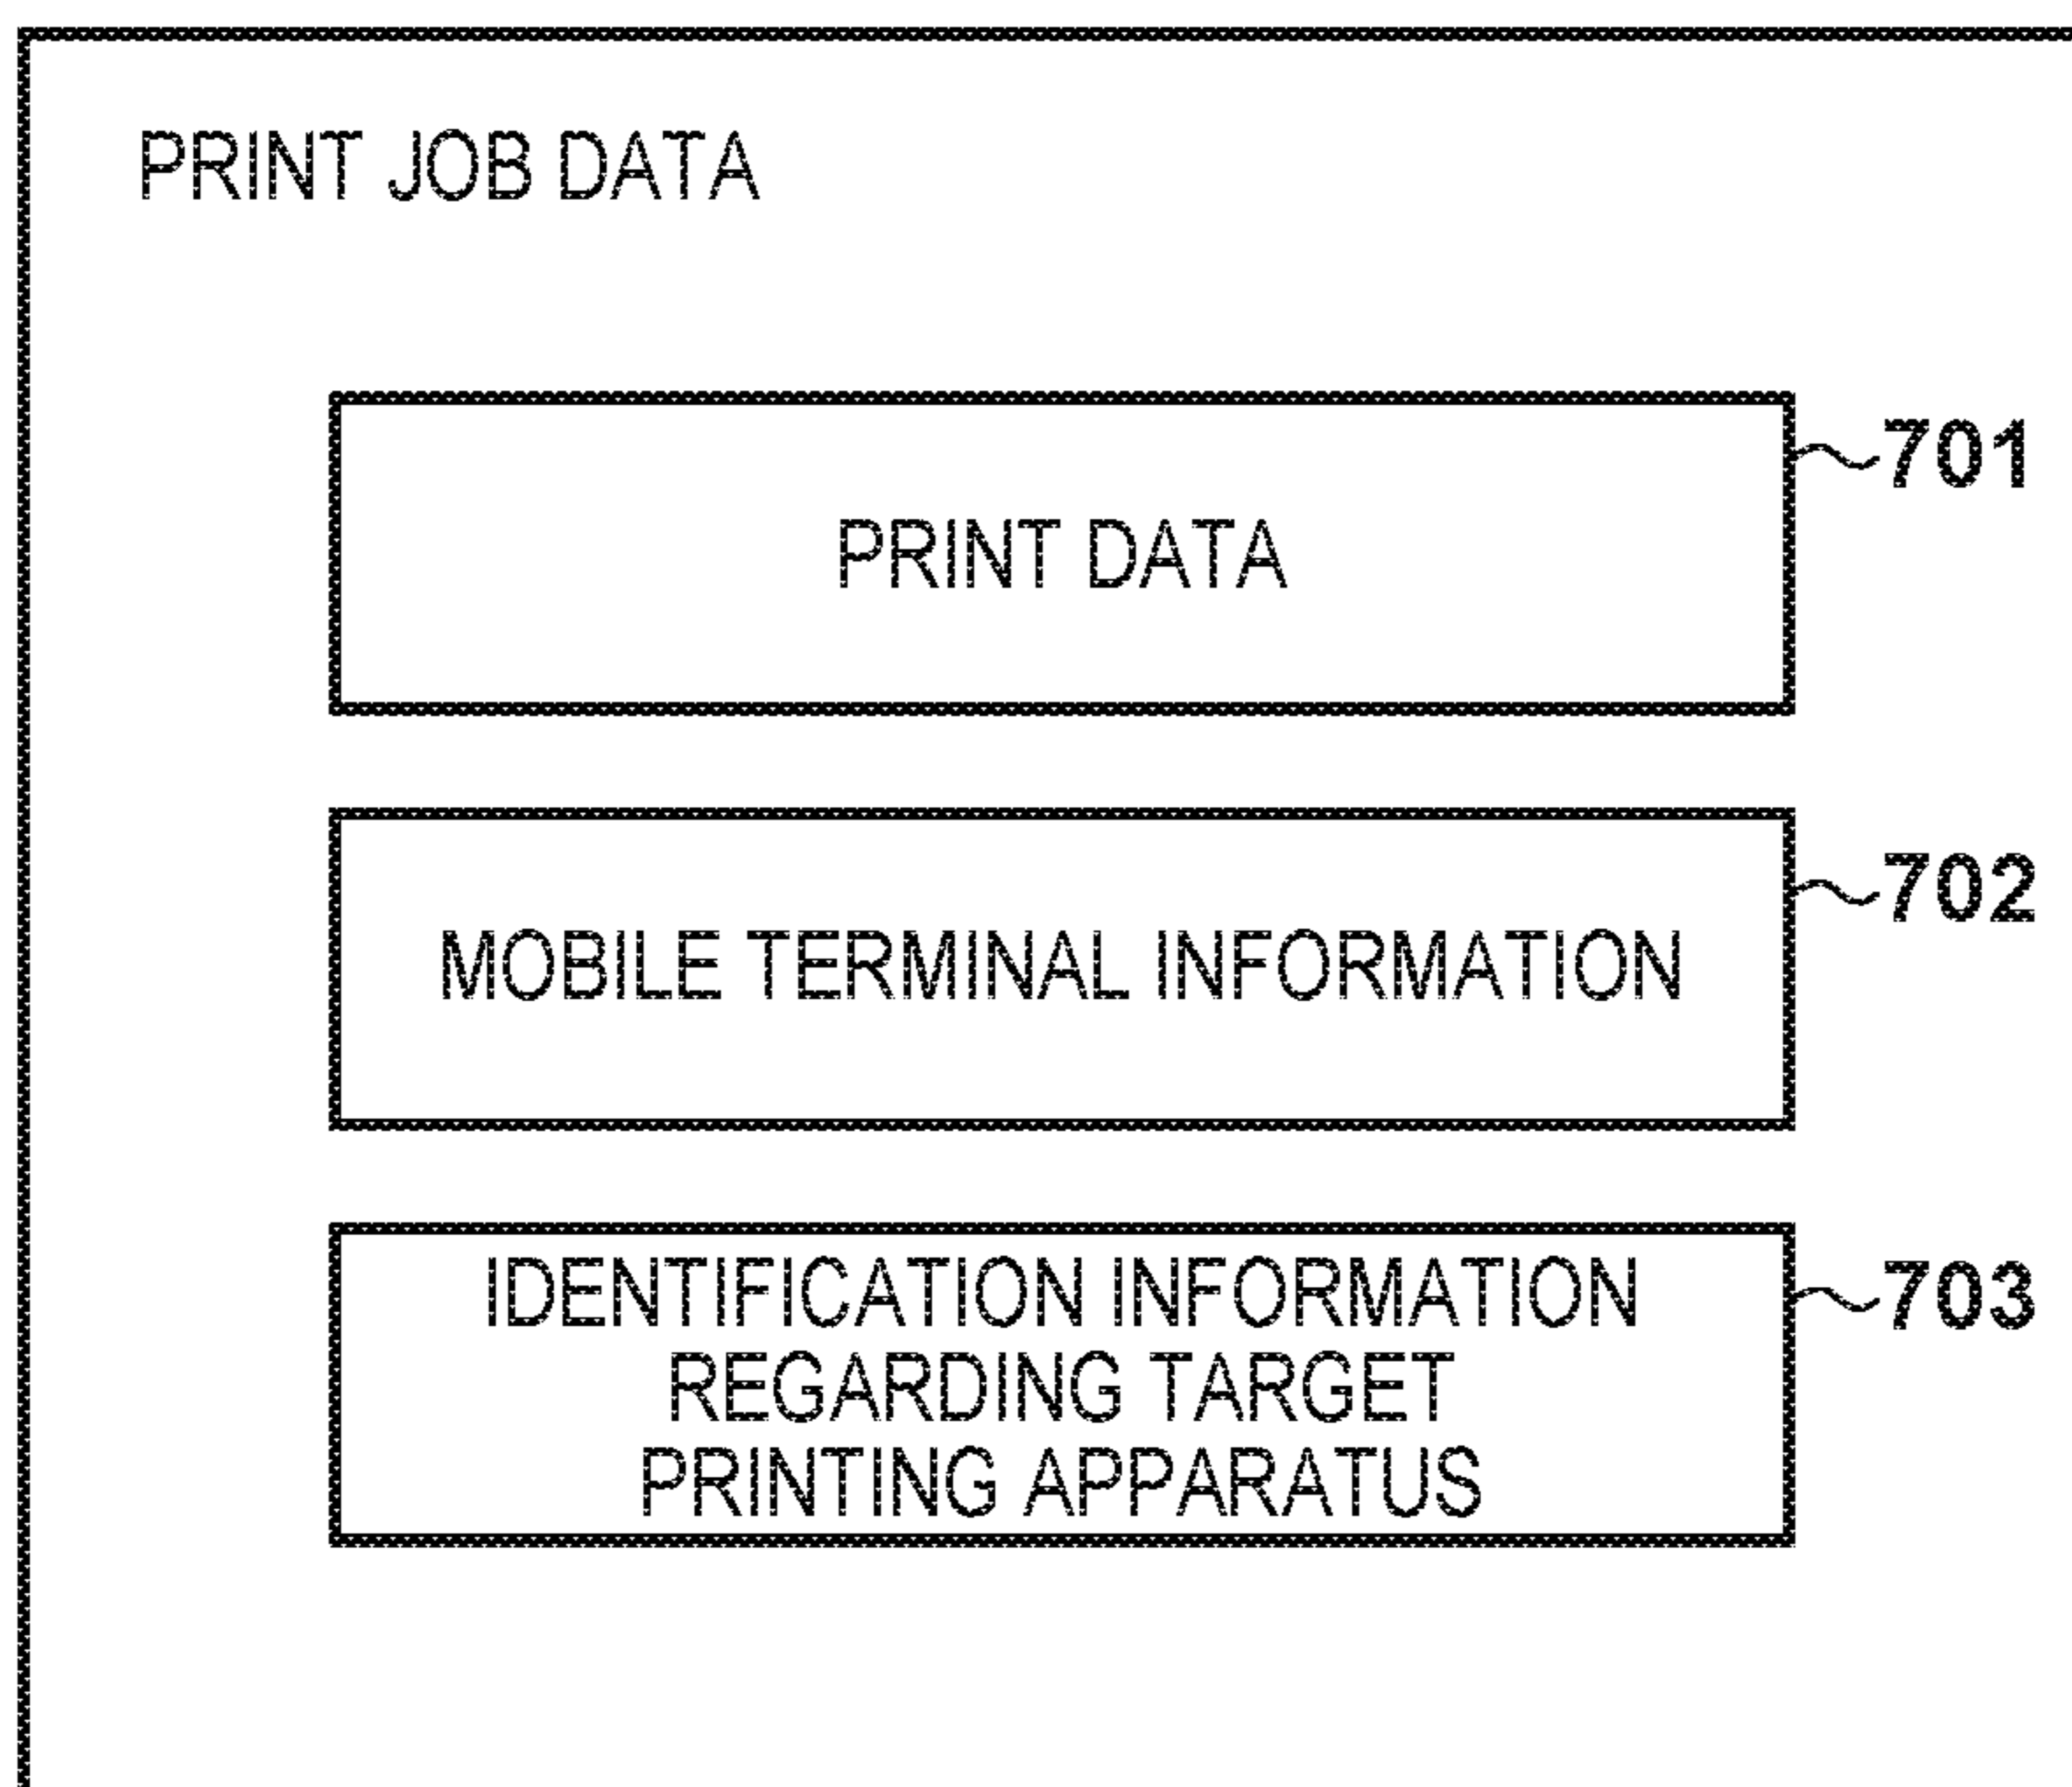 PRINT JOB DATA
701
PRINT DATA
702
MOBILE TERMINAL INFORMATION
703
IDENTIFICATION INFORMATION
REGARDING TARGET
PRINTING APPARATUS